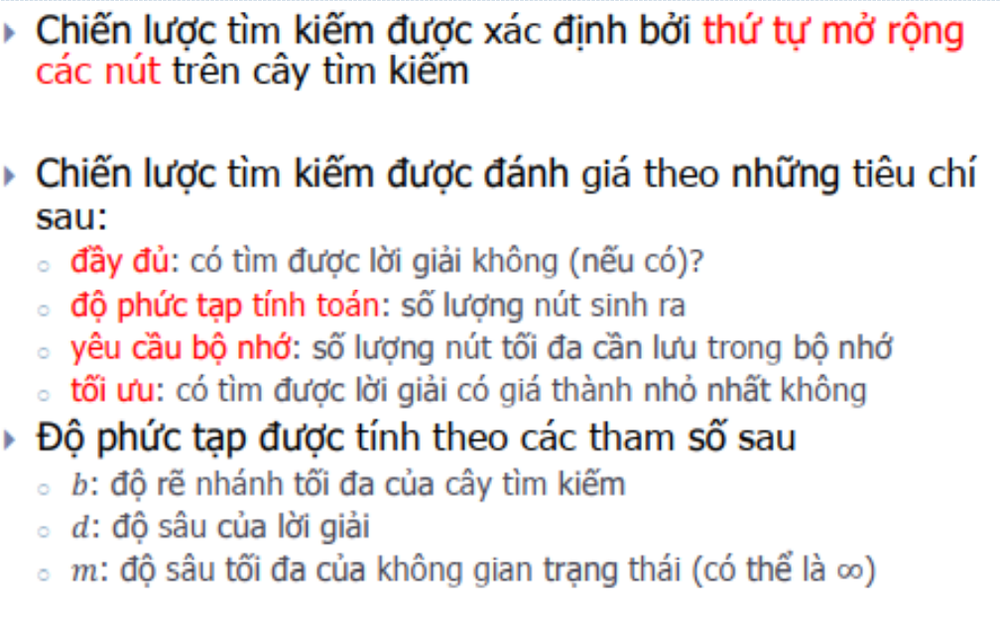 Chiến lược tìm kiếm được xác định bởi thứ tự mở rộng
các nút trên cây tìm kiếm
Chiến lược tìm kiếm được đánh giá theo những tiêu chí
sau:
đầy đủ: có tìm được lời giải không (nếu có)?
độ phức tạp tính toán: số lượng nút sinh ra
yêu cầu bộ nhớ: số lượng nút tối đa cần lưu trong bộ nhớ
tối ưu: có tìm được lời giải có giá thành nhỏ nhất không
Độ phức tạp được tính theo các tham số sau
b: độ rẽ nhánh tối đa của cây tìm kiếm
d: độ sâu của lời giải
m: độ sâu tối đa của không gian trạng thái (có thể là ∞)